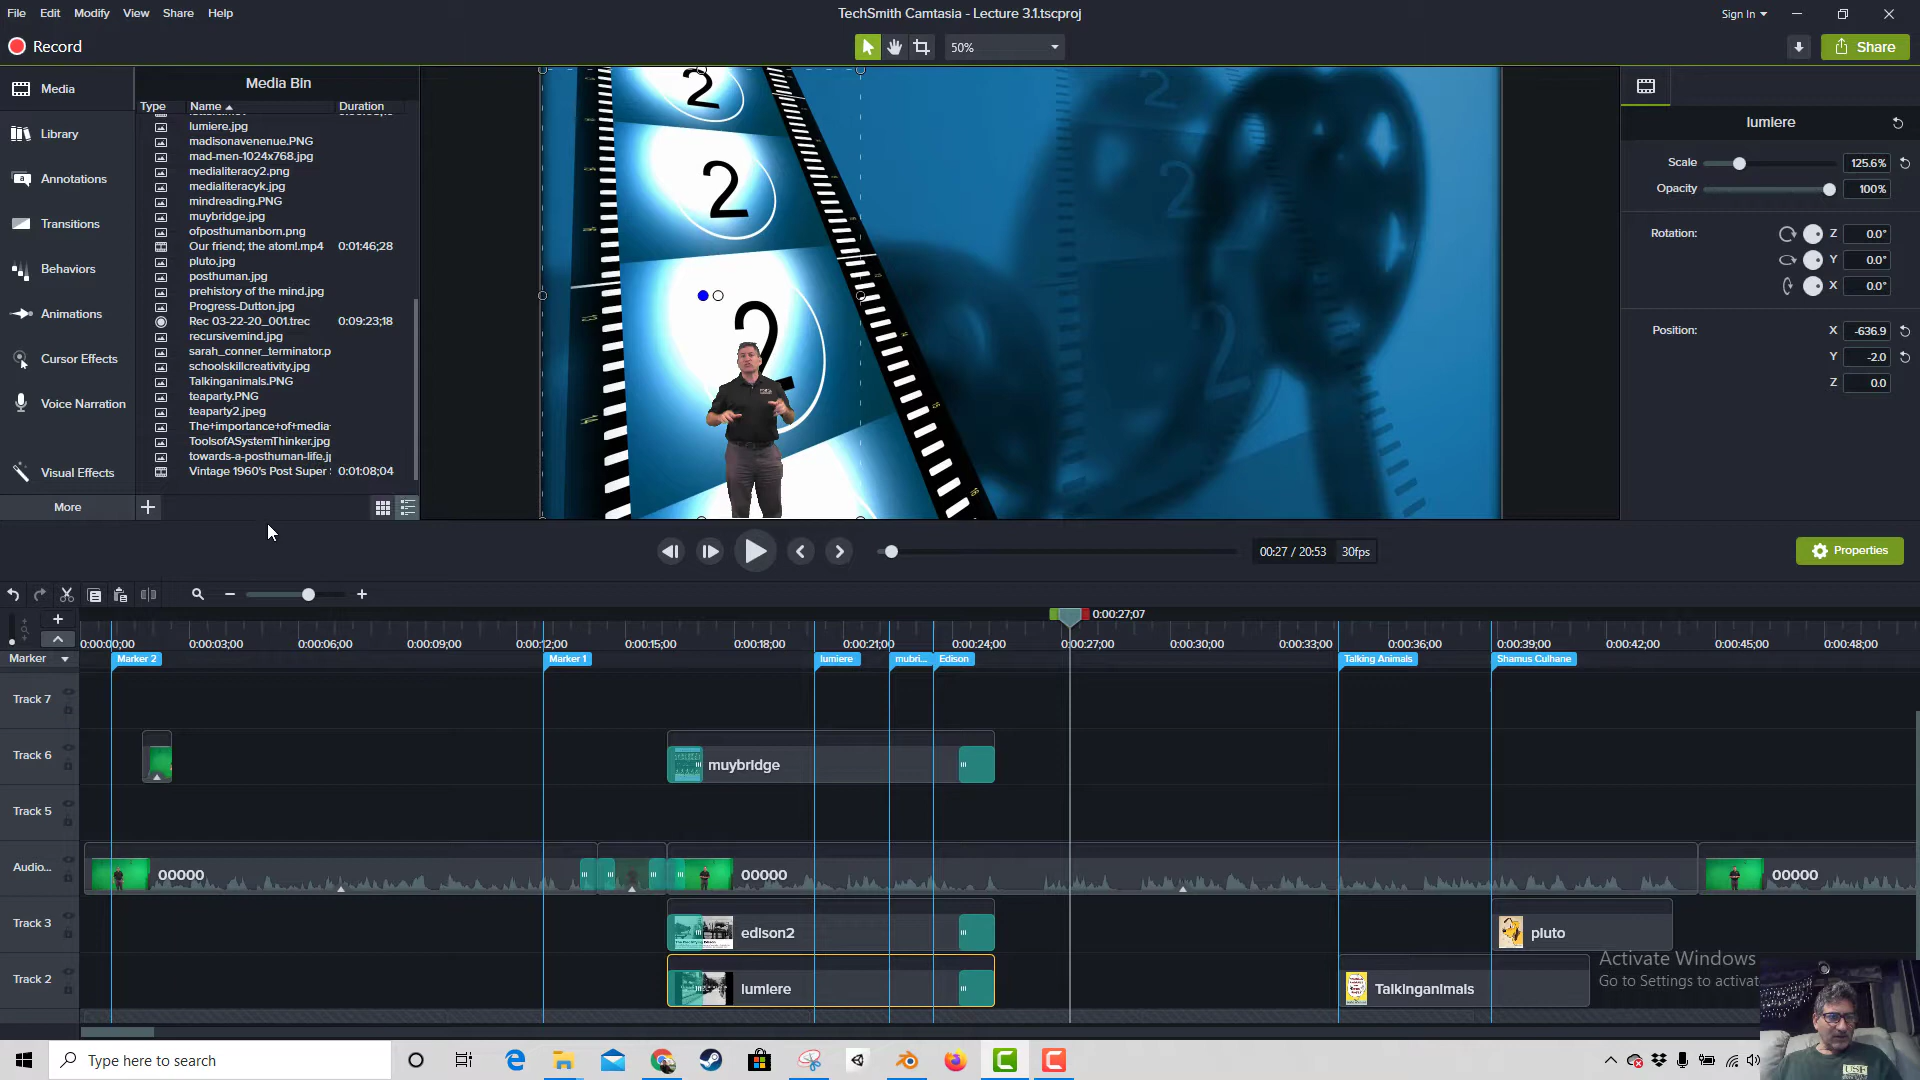 File Edit Modify View Share Help
TechSmith Camtasia - Lecture 3.1.tscproj
Sign In
Record
50%
Share
Media
Library
Annotations
Transitions
Behaviors
Animations
Cursor Effects
Voice Narration
Visual Effects
More
Media Bin
Type Name Duration
lumiere.jpg
madisonavenenue.PNG
mad-men-1024x768.jpg
medialiteracy2.png
medialiteracyk.jpg
mindreading.PNG
muybridge.jpg
ofposthumanborn.png
Our friend; the atom!.mp4 0:01:46;28
pluto.jpg
posthuman.jpg
prehistory of the mind.jpg
Progress-Dutton.jpg
Rec 03-22-20_001.trec 0:09:23;18
recursivemind.jpg
sarah_conner_terminator.p
schoolskillcreativity.jpg
Talkinganimals.PNG
teaparty.PNG
teaparty2.jpeg
The+importance+of+media-
ToolsofASystemThinker.jpg
towards-a-posthuman-life.j
Vintage 1960's Post Super 0:01:08;04
2
2
2
lumiere
Scale 125.6%
Opacity 100%
Rotation: Z 0.0°
Y 0.0°
X 0.0°
Position: X -636.9
Y -2.0
Z 0.0
00:27 / 20:53 30fps
Properties
0:00:27;07
0:00:00;00 0:00:03;00 0:00:06;00 0:00:09;00 0:00:12;00 0:00:15;00 0:00:18;00 0:00:21;00 0:00:24;00 0:00:27;00 0:00:30;00 0:00:33;00 0:00:36;00 0:00:39;00 0:00:42;00 0:00:45;00 0:00:48;00
Marker Marker 2 Marker 1 lumiere mubri... Edison Talking Animals Shamus Culhane
Track 7
Track 6 muybridge
Track 5
Audio... 00000 00000 00000
Track 3 edison2 pluto
Track 2 lumiere Talkinganimals
Activate Windows
Go to Settings to activat
Type here to search